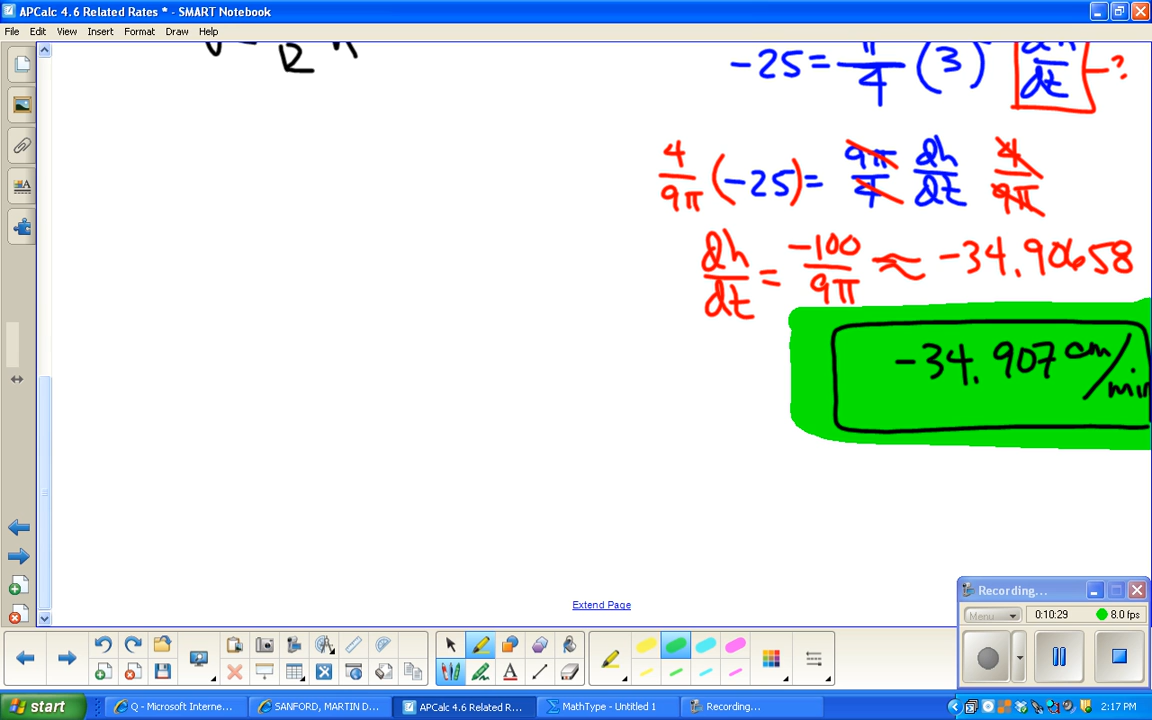 APCalc 4.6 Related Rates * - SMART Notebook
File Edit View Insert Format Draw Help
12
-25 = π/4 (3) dh/dt - ?
4/9π (-25) = 9π/4 dh/dt 4/9π
dh/dt = -100/9π ≈ -34.90658
-34.907 cm/min
Extend Page
Recording...
Menu
0:10:29
8.0 fps
start
Q - Microsoft Interne...
SANFORD, MARTIN D...
APCalc 4.6 Related R...
MathType - Untitled 1
Recording...
2:17 PM